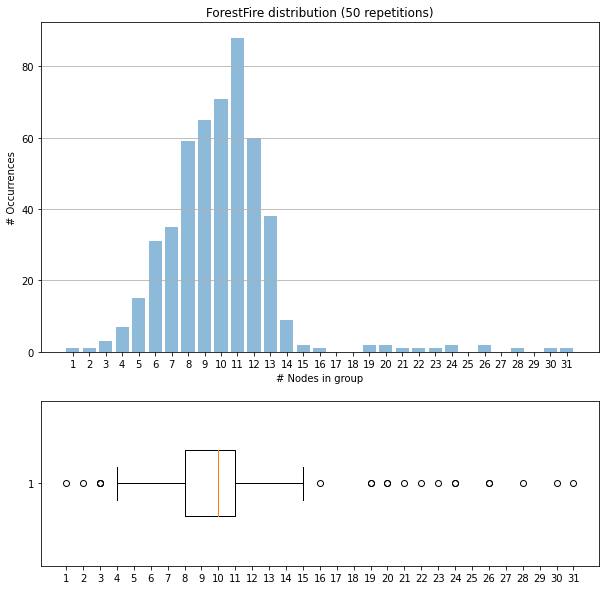 ForestFire distribution (50 repetitions)
80
60
40
20
0
# Occurrences
1 2 3 4 5 6 7 8 9 10 11 12 13 14 15 16 17 18 19 20 21 22 23 24 25 26 27 28 29 30 31
# Nodes in group
1
1 2 3 4 5 6 7 8 9 10 11 12 13 14 15 16 17 18 19 20 21 22 23 24 25 26 27 28 29 30 31